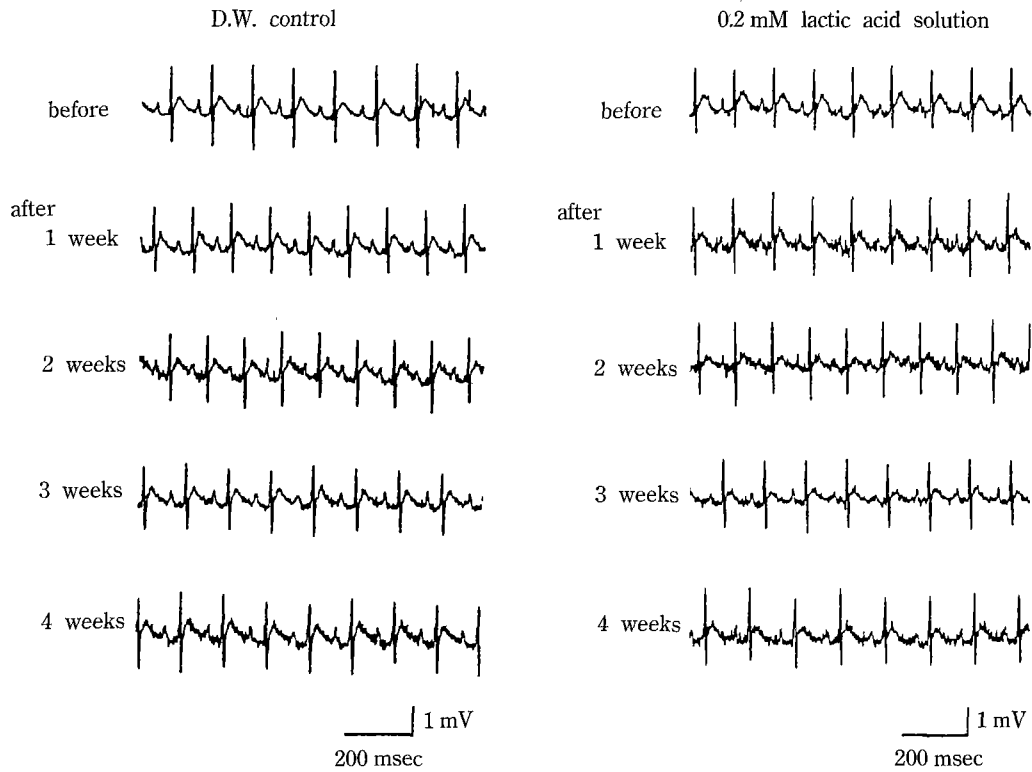 D.W. control
before
after
1 week
2 weeks
3 weeks
4 weeks
1 mV
200 msec
0.2 mM lactic acid solution
before
after
1 week
2 weeks
3 weeks
4 weeks
1 mV
200 msec